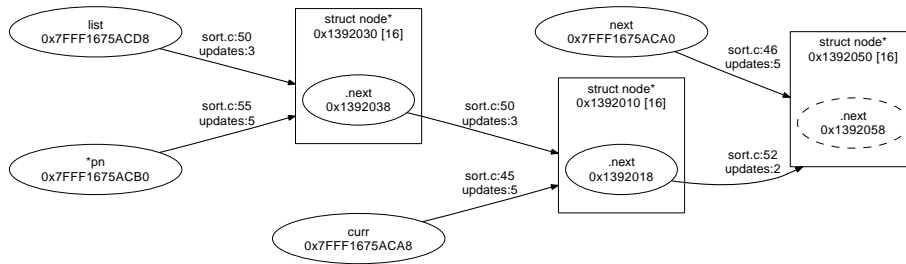 list
0x7FFF1675ACD8
sort.c:50
updates:3
struct node*
0x1392030 [16]
.next
0x1392038
sort.c:55
updates:5
*pn
0x7FFF1675ACB0
sort.c:50
updates:3
next
0x7FFF1675ACA0
sort.c:46
updates:5
struct node*
0x1392050 [16]
.next
0x1392058
struct node*
0x1392010 [16]
.next
0x1392018
sort.c:52
updates:2
sort.c:45
updates:5
curr
0x7FFF1675ACA8